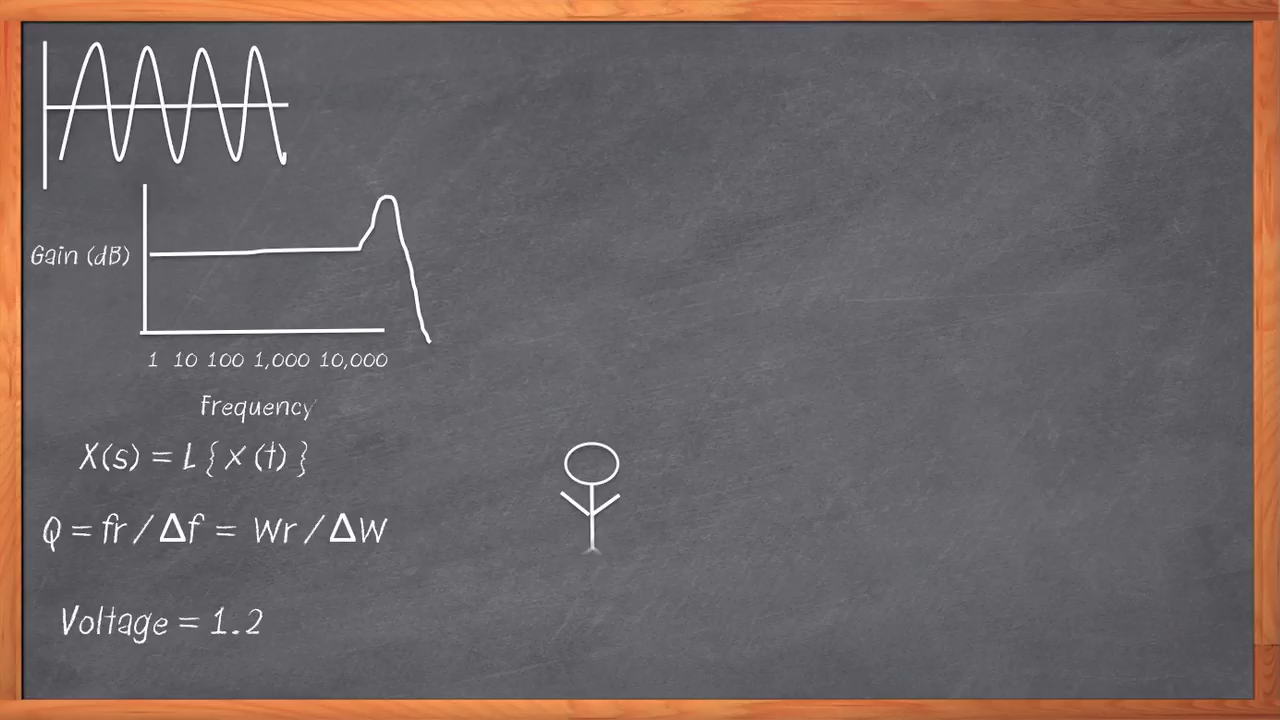 Gain (dB)
1 10 100 1,000 10,000
Frequency
X(s) = L { x (t) }
Q = fr / Δf = Wr / ΔW
Voltage = 1.2